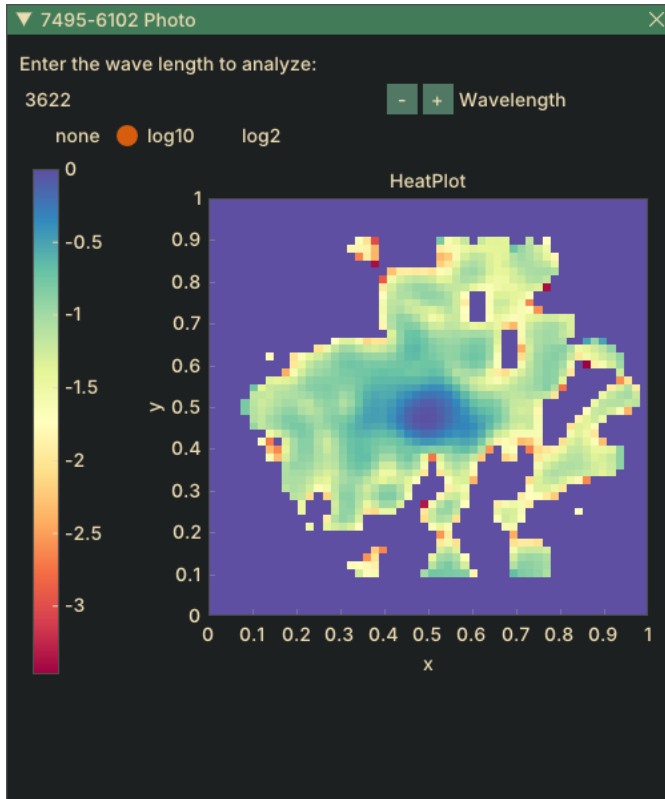 ▼ 7495-6102 Photo ×
Enter the wave length to analyze:
3622 - + Wavelength
none log10 log2
HeatPlot
0
-0.5
-1
-1.5
-2
-2.5
-3
y
1
0.9
0.8
0.7
0.6
0.5
0.4
0.3
0.2
0.1
0
0 0.1 0.2 0.3 0.4 0.5 0.6 0.7 0.8 0.9 1
x